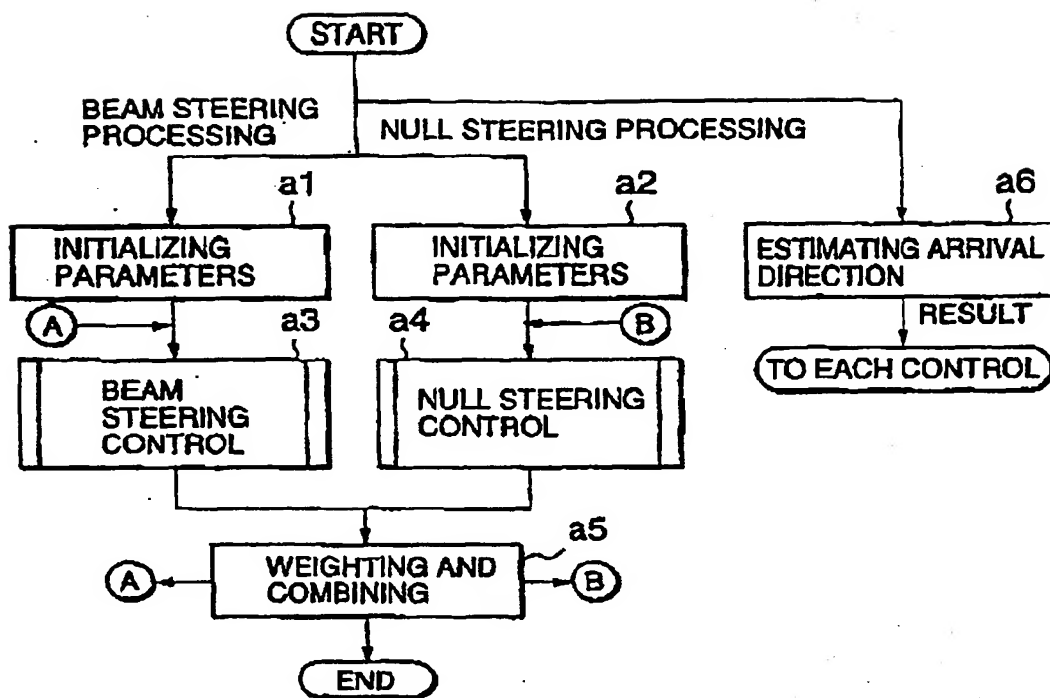 START
BEAM STEERING
PROCESSING
NULL STEERING PROCESSING
a1
a2
a6
INITIALIZING
PARAMETERS
INITIALIZING
PARAMETERS
ESTIMATING ARRIVAL
DIRECTION
A
B
RESULT
a3
a4
TO EACH CONTROL
BEAM
STEERING
CONTROL
NULL STEERING
CONTROL
a5
A
WEIGHTING AND
COMBINING
B
END